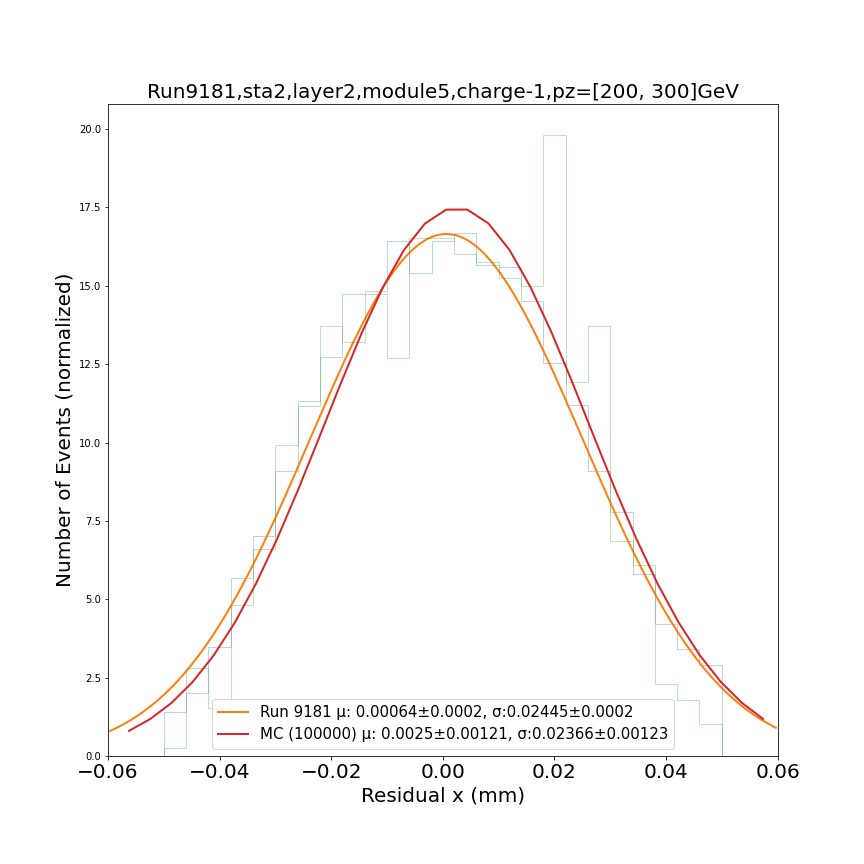 Run9181,sta2,layer2,module5,charge-1,pz=[200, 300]GeV
Number of Events (normalized)
20.0
17.5
15.0
12.5
10.0
7.5
5.0
2.5
0.0
Run 9181 μ: 0.00064±0.0002, σ:0.02445±0.0002
MC (100000) μ: 0.0025±0.00121, σ:0.02366±0.00123
−0.06 −0.04 −0.02 0.00 0.02 0.04 0.06
Residual x (mm)